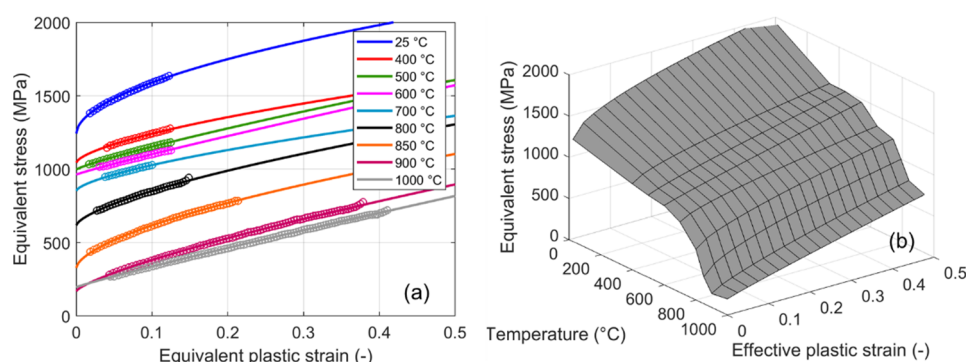 2000
1500
1000
500
0
Equivalent stress (MPa)
0 0.1 0.2 0.3 0.4 0.5
Equivalent plastic strain (-)
25 °C
400 °C
500 °C
600 °C
700 °C
800 °C
850 °C
900 °C
1000 °C
(a)
2000
1500
1000
500
0
Equivalent stress (MPa)
0
200
400
600
800
1000
Temperature (°C)
0
0.1
0.2
0.3
0.4
0.5
Effective plastic strain (-)
(b)